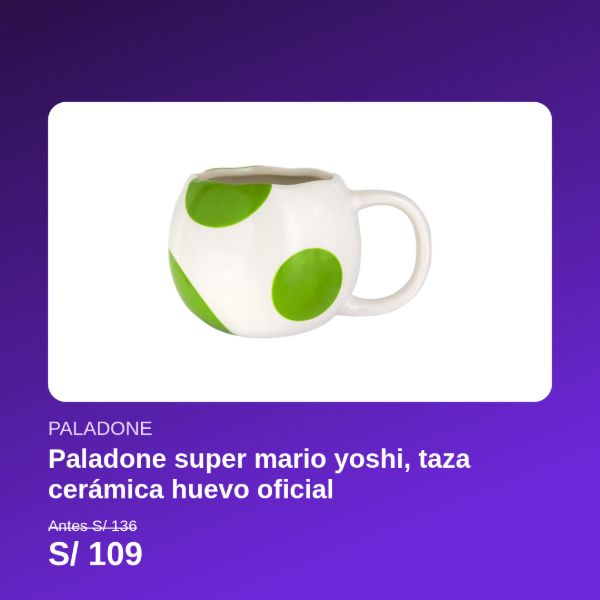 PALADONE
Paladone super mario yoshi, taza
cerámica huevo oficial
Antes S/ 136
S/ 109